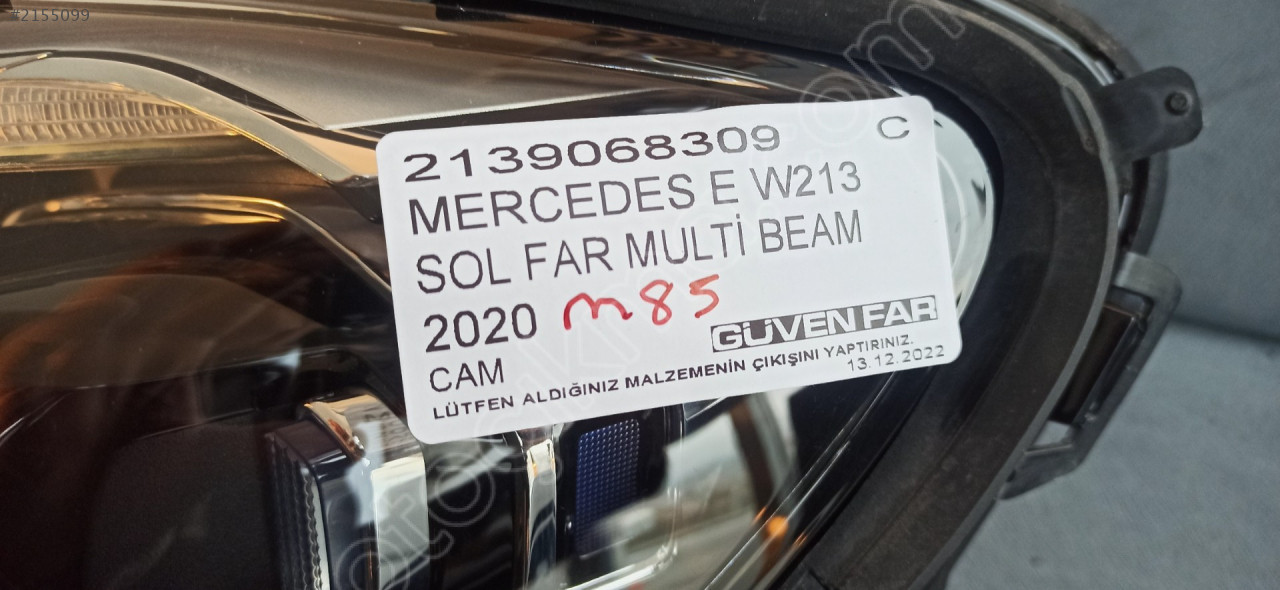 #2155099
2139068309 C
MERCEDES E W213
SOL FAR MULTİ BEAM
2020 m85
GÜVEN FAR
CAM
LÜTFEN ALDIĞINIZ MALZEMENİN ÇIKIŞINI YAPTIRINIZ.
13.12.2022